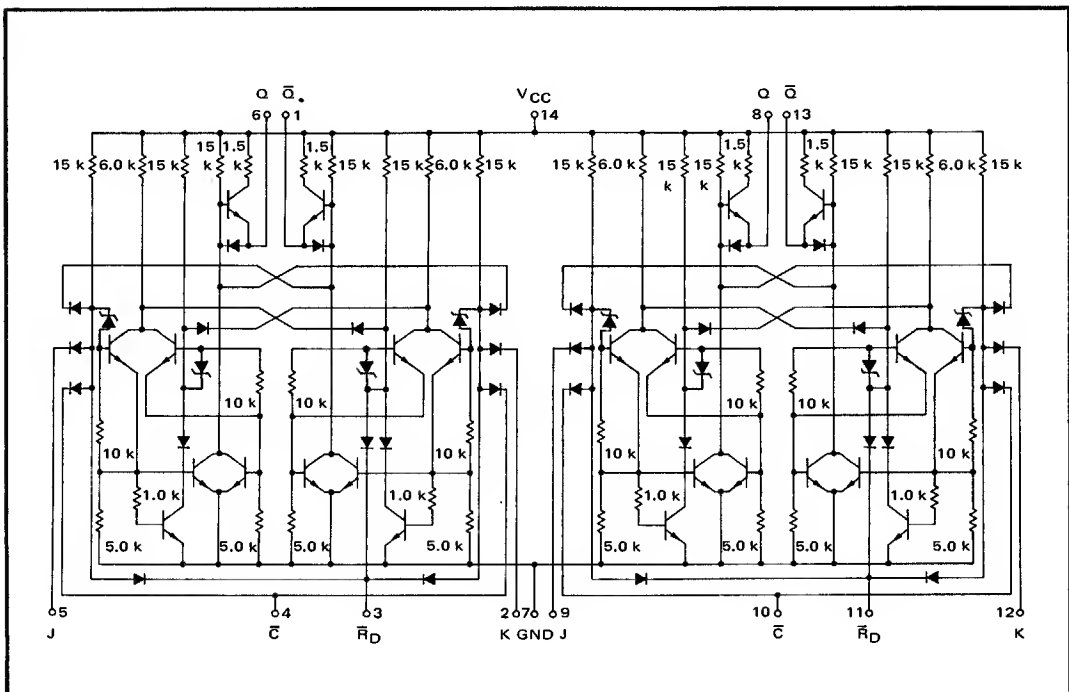 Q Q̅ VCC Q Q̅
6 1 14 8 13
15 k 6.0 k 15 k 15 k 1.5 k 1.5 k 15 k 15 k 6.0 k 15 k 15 k 6.0 k 15 k 15 k 1.5 k 1.5 k 15 k 15 k 6.0 k 15 k
10 k 10 k 10 k 10 k
10 k 10 k 10 k 10 k
1.0 k 1.0 k 1.0 k 1.0 k
5.0 k 5.0 k 5.0 k 5.0 k 5.0 k 5.0 k 5.0 k 5.0 k
5 4 3 2 7 9 10 11 12
J C̅ R̅D K GND J C̅ R̅D K